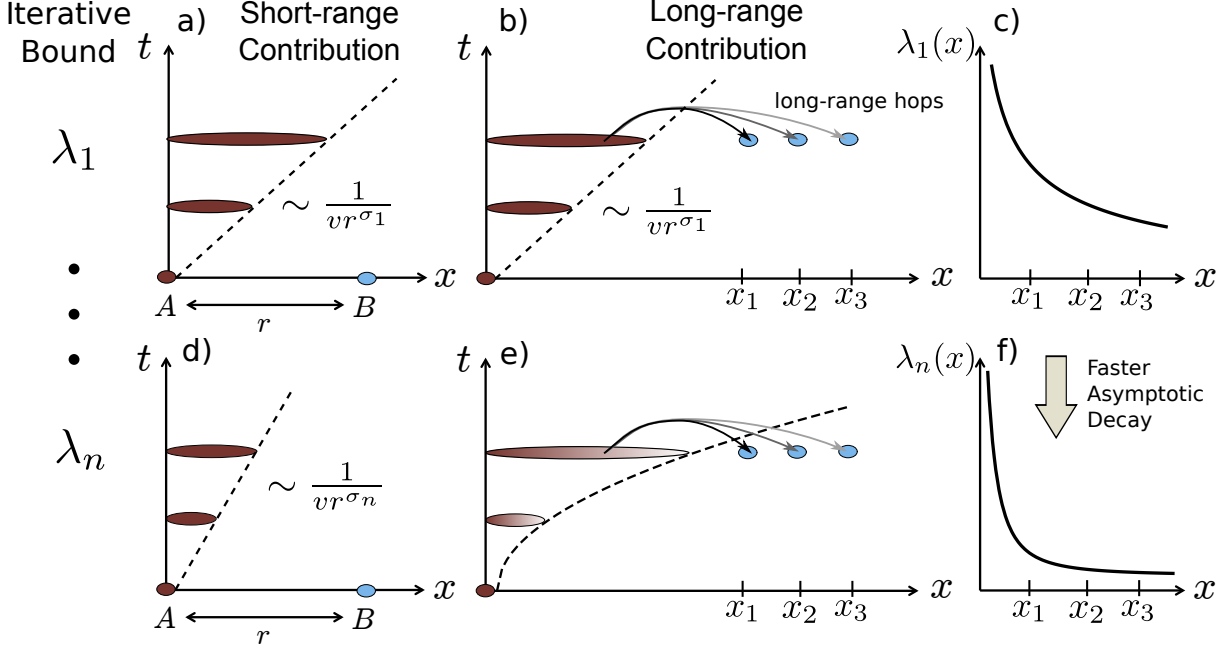 Iterative
Bound
a)
Short-range
Contribution
b)
Long-range
Contribution
c)
t
t
λ₁(x)
long-range hops
λ₁
∼ 1/(vr^{σ₁})
∼ 1/(vr^{σ₁})
x
x
x
A
B
r
x₁ x₂ x₃
x₁ x₂ x₃
d)
e)
f)
t
t
λₙ(x)
Faster
Asymptotic
Decay
λₙ
∼ 1/(vr^{σₙ})
x
x
x
A
B
r
x₁ x₂ x₃
x₁ x₂ x₃